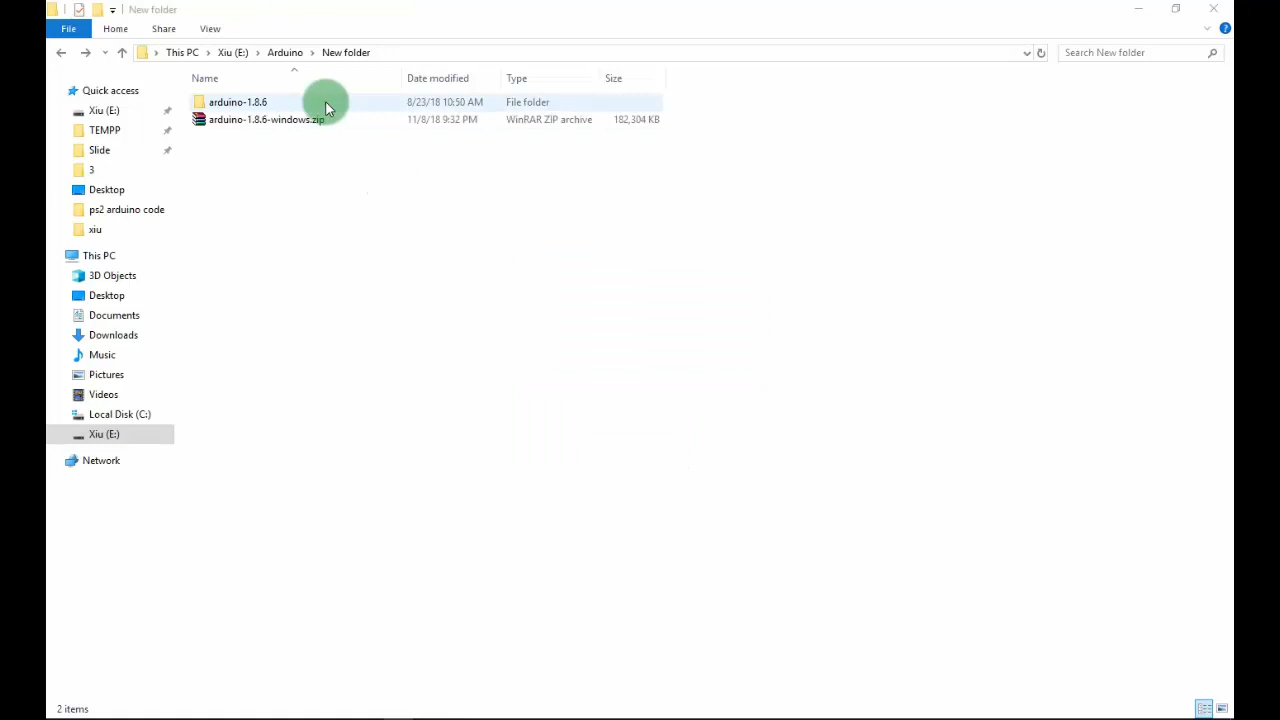 New folder
File Home Share View
This PC Xiu (E:) Arduino New folder
Search New folder
Name Date modified Type Size
arduino-1.8.6 8/23/18 10:50 AM File folder
arduino-1.8.6-windows.zip 11/8/18 9:32 PM WinRAR ZIP archive 182,304 KB
Quick access
Xiu (E:)
TEMPP
Slide
3
Desktop
ps2 arduino code
xiu
This PC
3D Objects
Desktop
Documents
Downloads
Music
Pictures
Videos
Local Disk (C:)
Xiu (E:)
Network
2 items